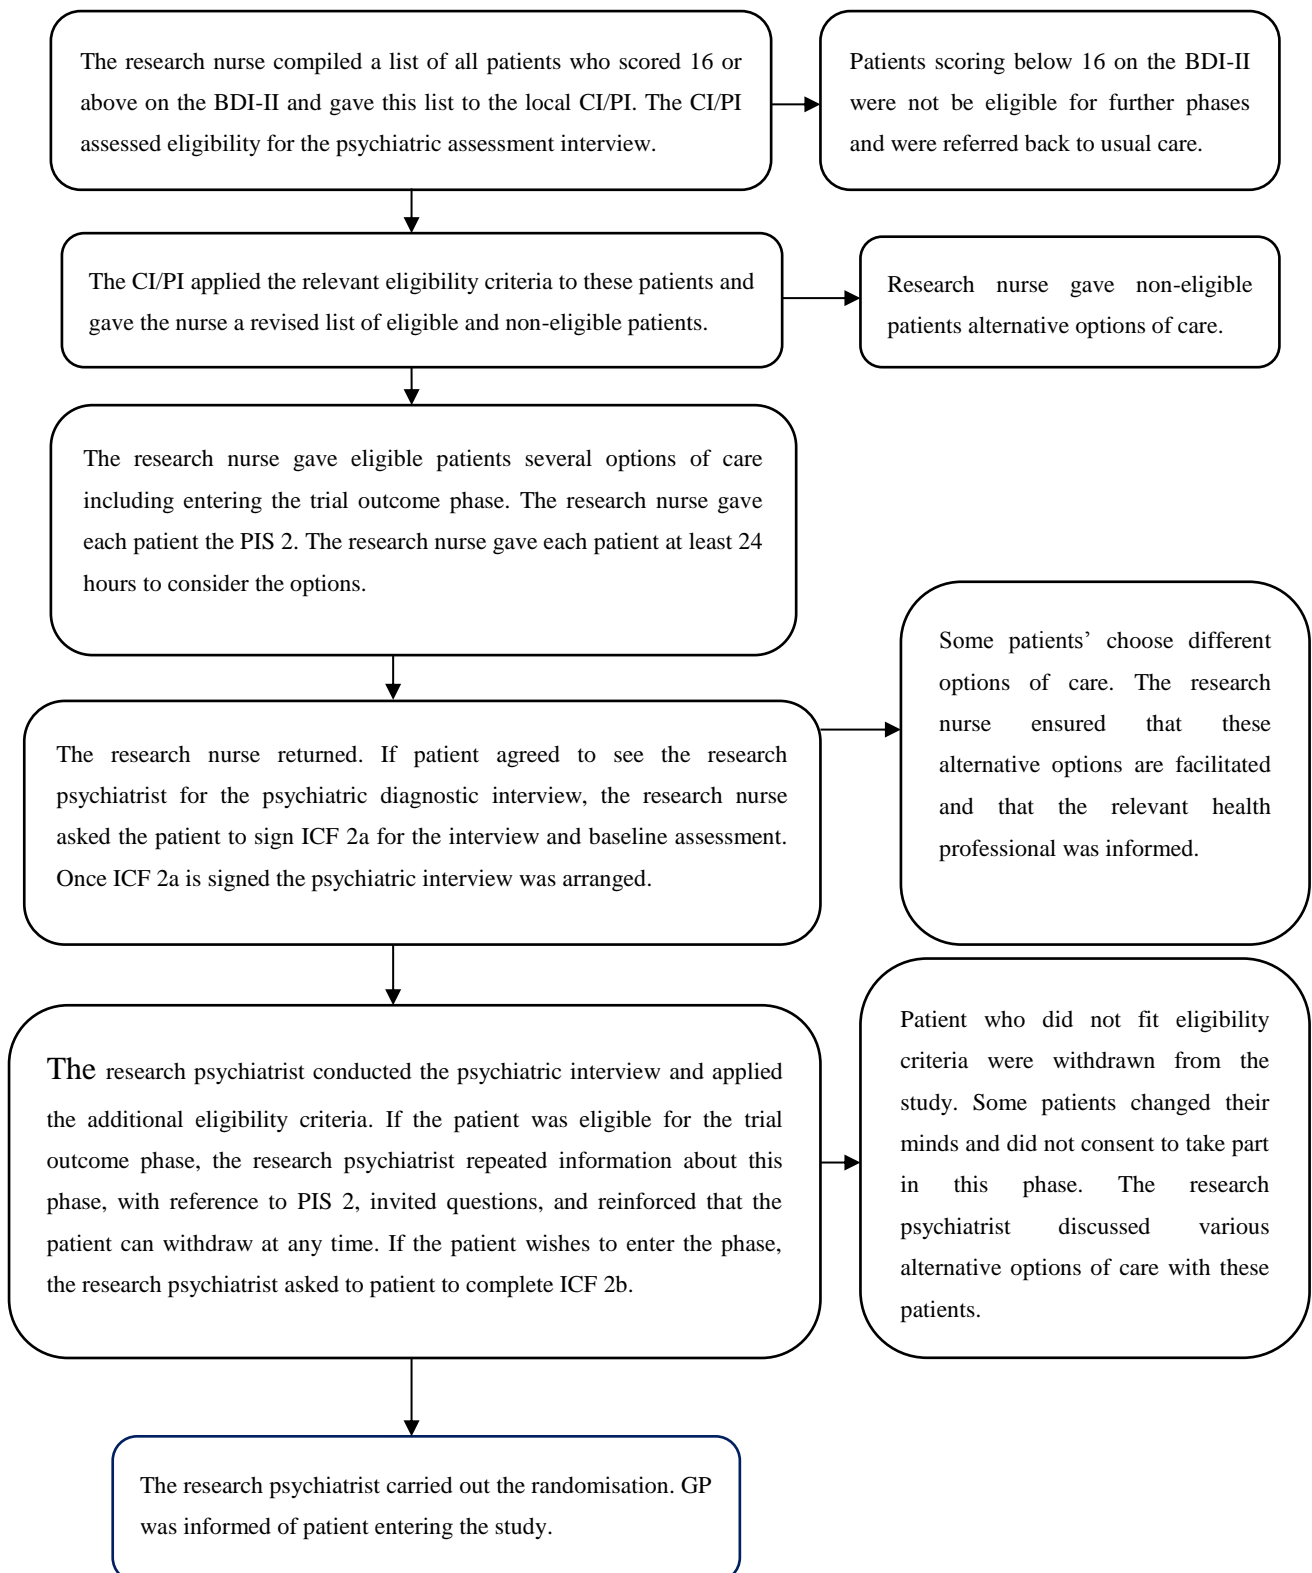 The research nurse compiled a list of all patients who scored 16 or
above on the BDI-II and gave this list to the local CI/PI. The CI/PI
assessed eligibility for the psychiatric assessment interview.
Patients scoring below 16 on the BDI-II
were not be eligible for further phases
and were referred back to usual care.
The CI/PI applied the relevant eligibility criteria to these patients and
gave the nurse a revised list of eligible and non-eligible patients.
Research nurse gave non-eligible
patients alternative options of care.
The research nurse gave eligible patients several options of care
including entering the trial outcome phase. The research nurse gave
each patient the PIS 2. The research nurse gave each patient at least 24
hours to consider the options.
Some patients’ choose different
options of care. The research
nurse ensured that these
alternative options are facilitated
and that the relevant health
professional was informed.
The research nurse returned. If patient agreed to see the research
psychiatrist for the psychiatric diagnostic interview, the research nurse
asked the patient to sign ICF 2a for the interview and baseline assessment.
Once ICF 2a is signed the psychiatric interview was arranged.
The research psychiatrist conducted the psychiatric interview and applied
the additional eligibility criteria. If the patient was eligible for the trial
outcome phase, the research psychiatrist repeated information about this
phase, with reference to PIS 2, invited questions, and reinforced that the
patient can withdraw at any time. If the patient wishes to enter the phase,
the research psychiatrist asked to patient to complete ICF 2b.
Patient who did not fit eligibility
criteria were withdrawn from the
study. Some patients changed their
minds and did not consent to take part
in this phase. The research
psychiatrist discussed various
alternative options of care with these
patients.
The research psychiatrist carried out the randomisation. GP
was informed of patient entering the study.